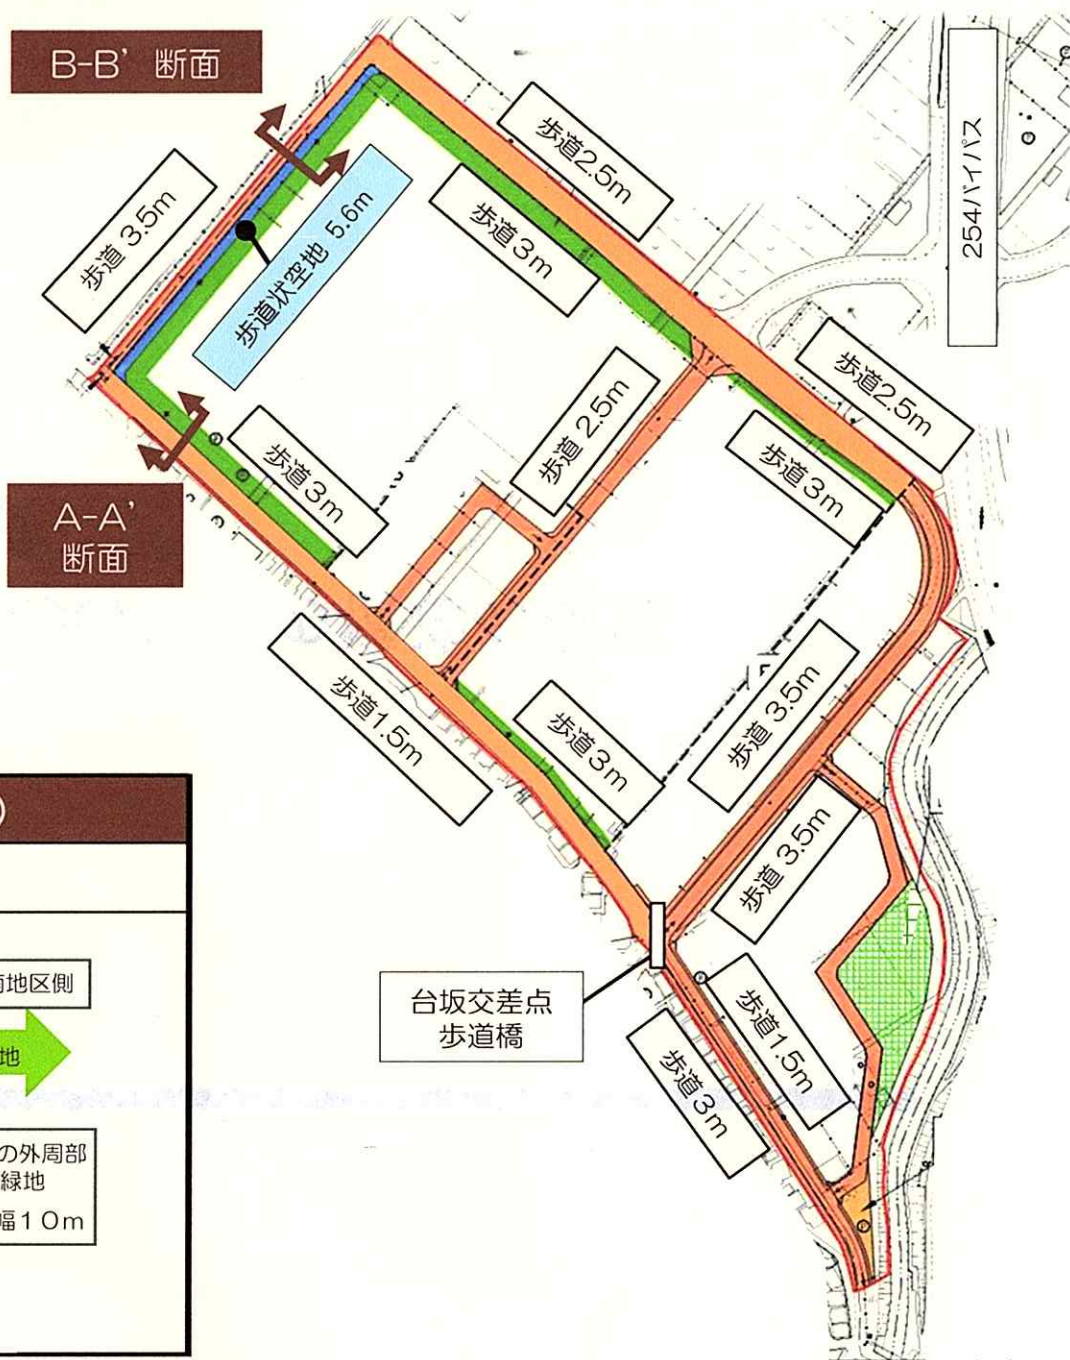 B-B’ 断面
歩道2.5m
254バイパス
歩道 3.5m
歩道3m
歩道状空地 5.6m
歩道2.5m
歩道 2.5m
歩道3m
歩道3m
A-A’
断面
歩道1.5m
歩道3m
歩道 3.5m
歩道 3.5m
台坂交差点
歩道橋
歩道1.5m
歩道3m
)
地区側
地
の外周部
緑地
幅10m